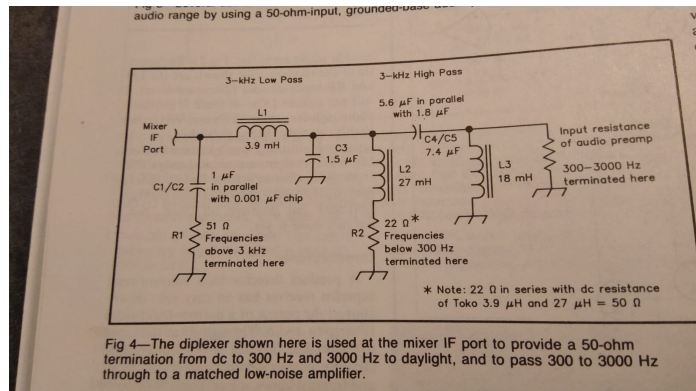 audio range by using a 50-ohm-input, grounded-base
3-kHz Low Pass
3-kHz High Pass
5.6 µF in parallel
with 1.8 µF
L1
Mixer
IF
Port
3.9 mH
C3
1.5 µF
C4/C5
7.4 µF
Input resistance
of audio preamp
300-3000 Hz
terminated here
C1/C2
1 µF
in parallel
with 0.001 µF chip
L2
27 mH
L3
18 mH
R1
51 Ω
Frequencies
above 3 kHz
terminated here
R2
22 Ω*
Frequencies
below 300 Hz
terminated here
* Note: 22 Ω in series with dc resistance
of Toko 3.9 µH and 27 µH = 50 Ω
Fig 4—The diplexer shown here is used at the mixer IF port to provide a 50-ohm
termination from dc to 300 Hz and 3000 Hz to daylight, and to pass 300 to 3000 Hz
through to a matched low-noise amplifier.